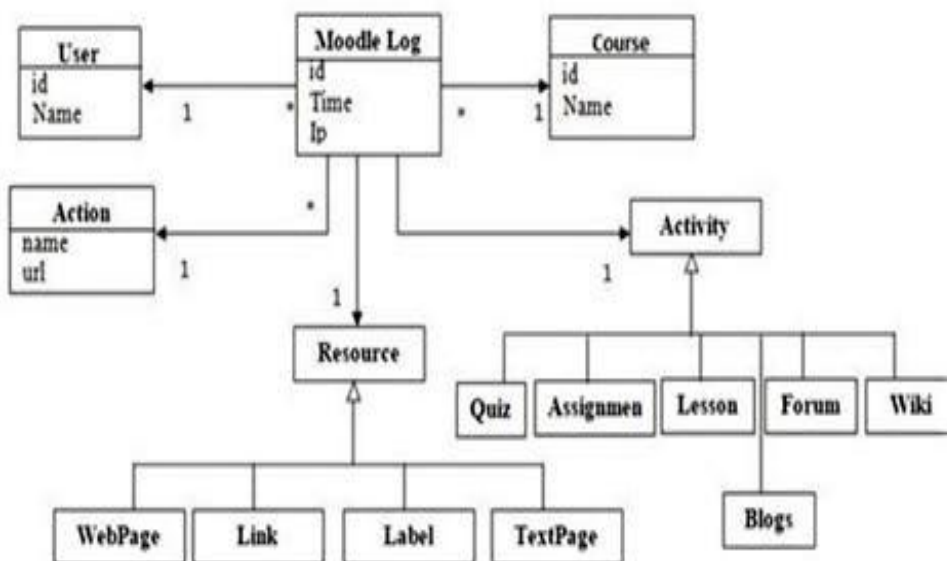 User
id
Name
1
*
Moodle Log
id
Time
Ip
*
1
Course
id
Name
Action
name
url
*
1
1
Resource
1
Activity
Quiz
Assignmen
Lesson
Forum
Wiki
Blogs
WebPage
Link
Label
TextPage